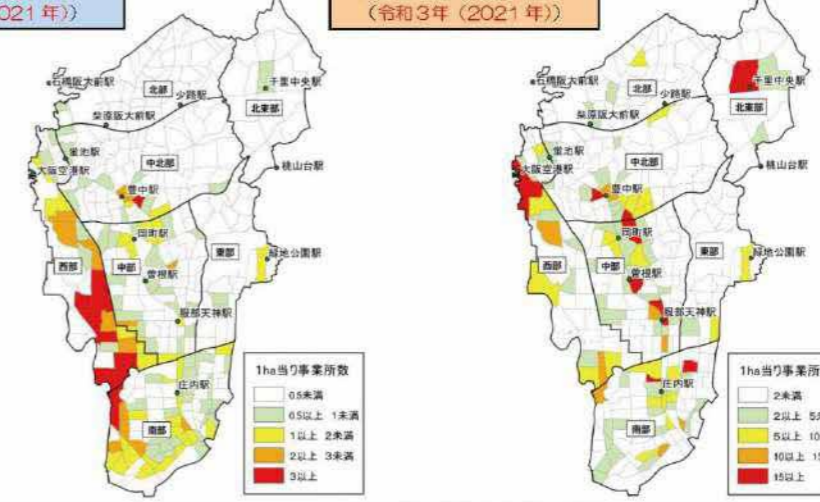 021年))
(令和3年(2021年))
石橋阪大前駅
北部
少路駅
千里中央駅
北東部
柴原阪大前駅
蛍池駅
中北部
大阪空港駅
桃山台駅
豊中駅
岡町駅
東部
緑地公園駅
西部
中部
曽根駅
服部天神駅
庄内駅
南部
1ha当り事業所数
0.5未満
0.5以上 1未満
1以上 2未満
2以上 3未満
3以上
石橋阪大前駅
北部
少路駅
千里中央駅
北東部
柴原阪大前駅
蛍池駅
中北部
大阪空港駅
桃山台駅
豊中駅
岡町駅
東部
緑地公園駅
西部
中部
曽根駅
服部天神駅
庄内駅
南部
1ha当り事業所
2未満
2以上 5
5以上 10
10以上 15
15以上